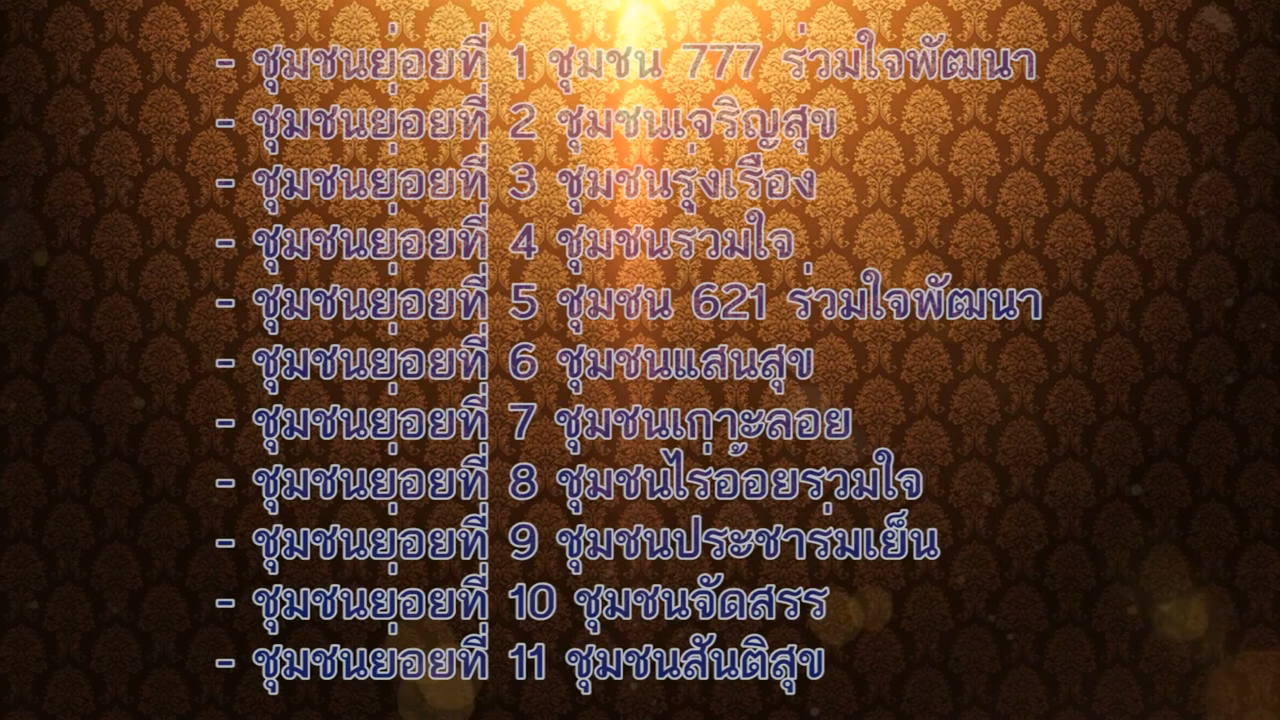 - ชุมชนย่อยที่ 1 ชุมชน 777 ร่วมใจพัฒนา
- ชุมชนย่อยที่ 2 ชุมชนเจริญสุข
- ชุมชนย่อยที่ 3 ชุมชนรุ่งเรือง
- ชุมชนย่อยที่ 4 ชุมชนรวมใจ
- ชุมชนย่อยที่ 5 ชุมชน 621 ร่วมใจพัฒนา
- ชุมชนย่อยที่ 6 ชุมชนแสนสุข
- ชุมชนย่อยที่ 7 ชุมชนเกาะลอย
- ชุมชนย่อยที่ 8 ชุมชนไร่อ้อยรวมใจ
- ชุมชนย่อยที่ 9 ชุมชนประชาร่มเย็น
- ชุมชนย่อยที่ 10 ชุมชนจัดสรร
- ชุมชนย่อยที่ 11 ชุมชนสันติสุข